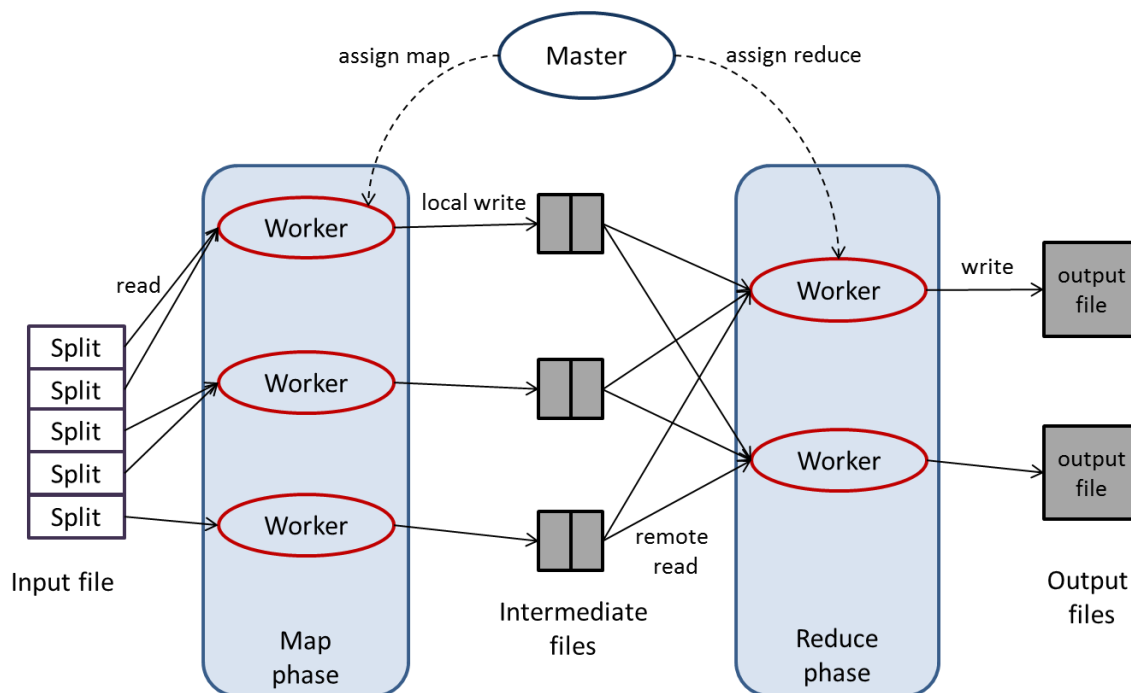 Master
assign map
assign reduce
Worker
local write
read
Worker
write
output
file
Split
Split
Split
Split
Split
Worker
Worker
output
file
Worker
remote
read
Input file
Intermediate
files
Output
files
Map
phase
Reduce
phase